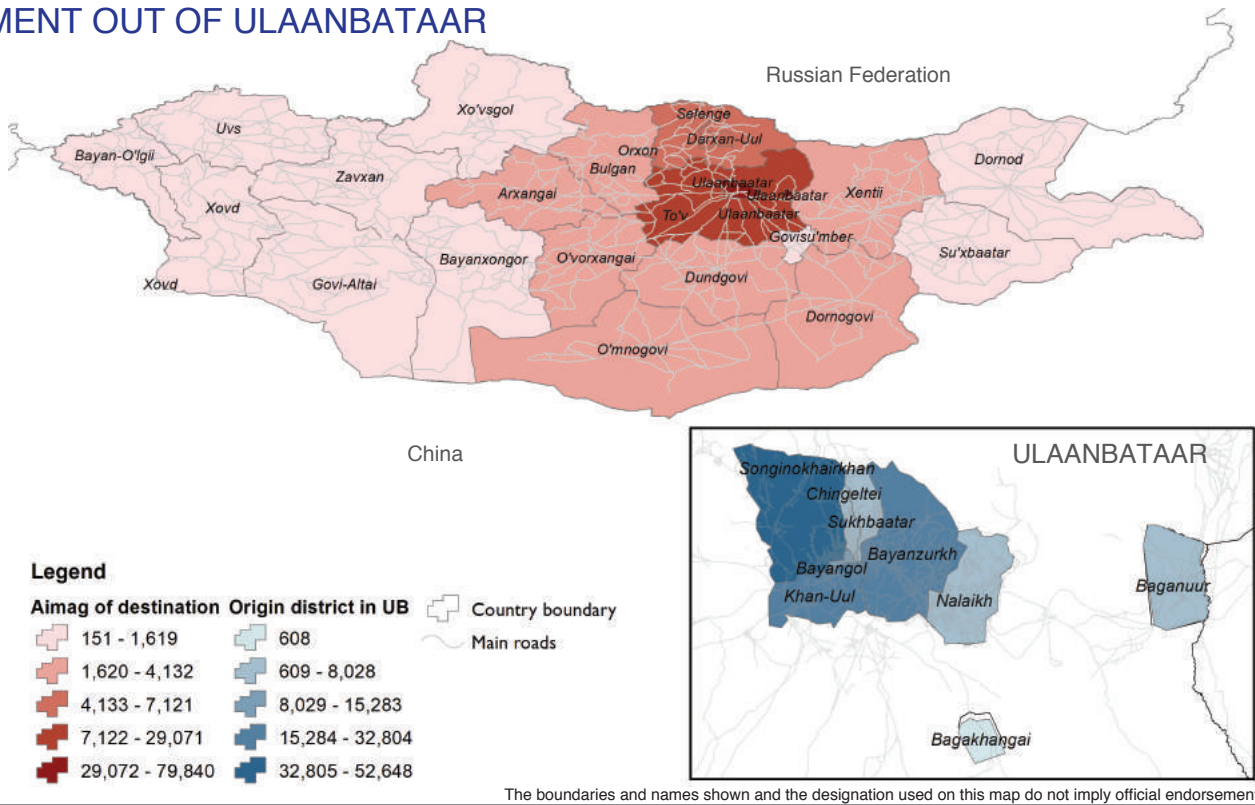 MENT OUT OF ULAANBATAAR
Russian Federation
Xo'vsgol
Selenge
Uvs
Darxan-Uul
Bayan-O'lgii
Orxon
Dornod
Bulgan
Zavxan
Ulaanbaatar
Arxangai
Ulaanbaatar
Xentii
Xovd
To'v
Ulaanbaatar
Govisu'mber
Su'xbaatar
Bayanxongor
O'vorxangai
Dundgovi
Xovd
Govi-Altai
Dornogovi
O'mnogovi
China
ULAANBATAAR
Songinokhairkhan
Chingeltei
Sukhbaatar
Bayanzurkh
Bayangol
Baganuur
Khan-Uul
Nalaikh
Bagakhangai
Legend
Aimag of destination Origin district in UB Country boundary
151 - 1,619 608 Main roads
1,620 - 4,132 609 - 8,028
4,133 - 7,121 8,029 - 15,283
7,122 - 29,071 15,284 - 32,804
29,072 - 79,840 32,805 - 52,648
The boundaries and names shown and the designation used on this map do not imply official endorsemen